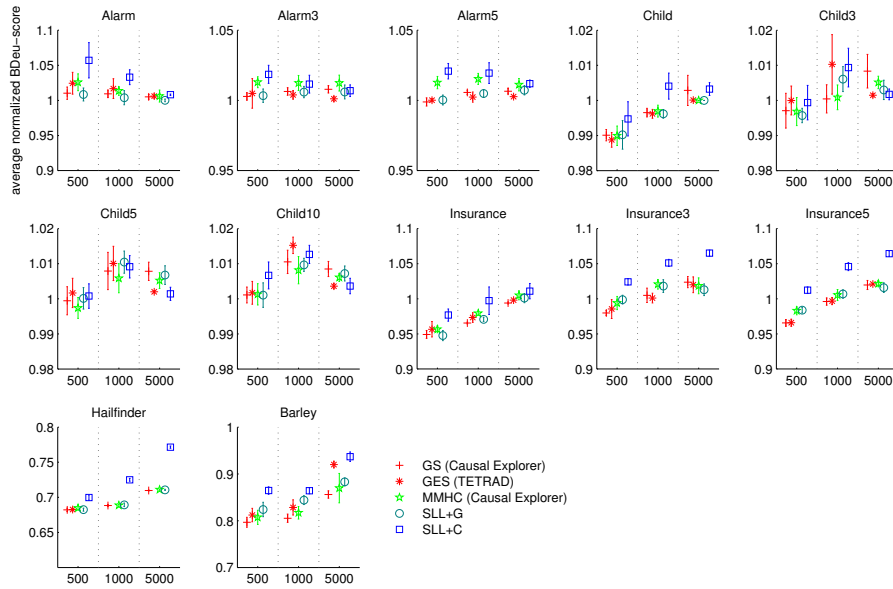 average normalized BDeu-score
Alarm
1.1
1.05
1
0.95
0.9
500 1000 5000
Alarm3
1.05
1
0.95
500 1000 5000
Alarm5
1.05
1
0.95
500 1000 5000
Child
1.02
1.01
1
0.99
0.98
500 1000 5000
Child3
1.02
1.01
1
0.99
0.98
500 1000 5000
Child5
1.02
1.01
1
0.99
0.98
500 1000 5000
Child10
1.02
1.01
1
0.99
0.98
500 1000 5000
Insurance
1.1
1.05
1
0.95
0.9
500 1000 5000
Insurance3
1.1
1.05
1
0.95
0.9
500 1000 5000
Insurance5
1.1
1.05
1
0.95
0.9
500 1000 5000
Hailfinder
0.8
0.75
0.7
0.65
500 1000 5000
Barley
1
0.9
0.8
0.7
500 1000 5000
GS (Causal Explorer)
GES (TETRAD)
MMHC (Causal Explorer)
SLL+G
SLL+C